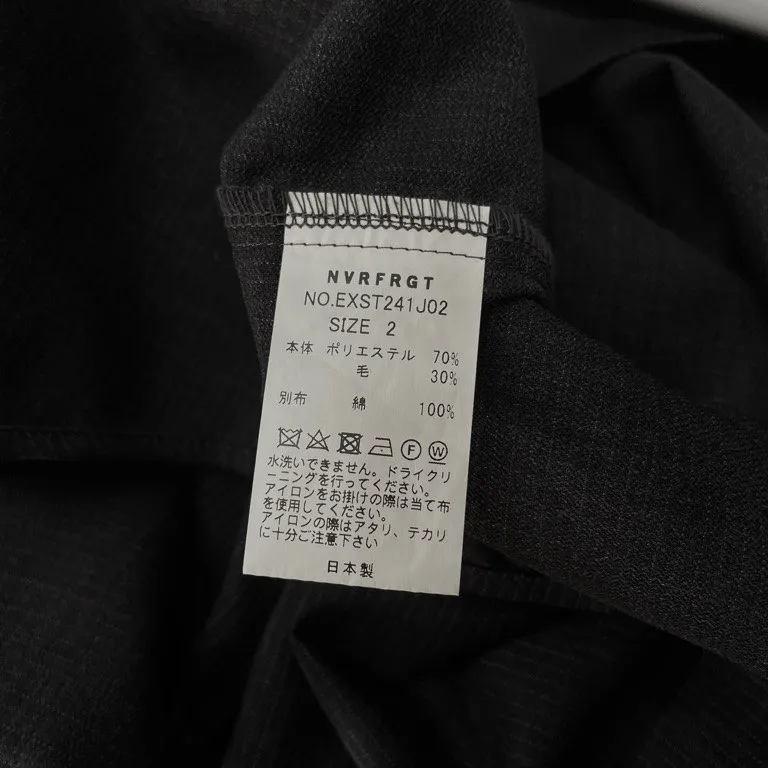 NVRFRGT
NO.EXST241J02
SIZE 2
本体 ポリエステル 70%
毛 30%
別布 綿 100%
F W
水洗いできません。ドライクリ
ーニングを行ってください。
アイロンをお掛けの際は当て布
を使用してください。
アイロンの際はアタリ、テカリ
に十分ご注意下さい
日本製